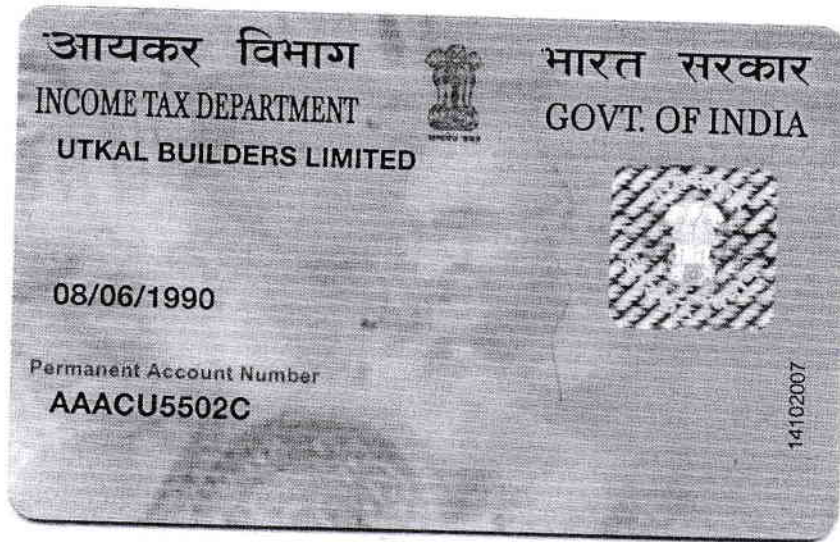 आयकर विभाग
INCOME TAX DEPARTMENT
भारत सरकार
GOVT. OF INDIA
UTKAL BUILDERS LIMITED
08/06/1990
Permanent Account Number
AAACU5502C
14102007